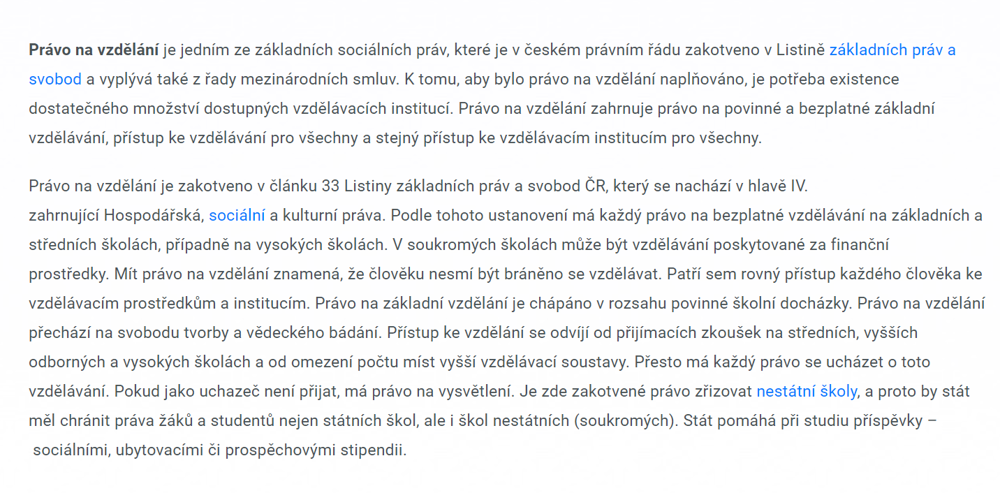 Právo na vzdělání je jedním ze základních sociálních práv, které je v českém právním řádu zakotveno v Listině základních práv a
svobod a vyplývá také z řady mezinárodních smluv. K tomu, aby bylo právo na vzdělání naplňováno, je potřeba existence
dostatečného množství dostupných vzdělávacích institucí. Právo na vzdělání zahrnuje právo na povinné a bezplatné základní
vzdělávání, přístup ke vzdělávání pro všechny a stejný přístup ke vzdělávacím institucím pro všechny.
Právo na vzdělání je zakotveno v článku 33 Listiny základních práv a svobod ČR, který se nachází v hlavě IV.
zahrnující Hospodářská, sociální a kulturní práva. Podle tohoto ustanovení má každý právo na bezplatné vzdělávání na základních a
středních školách, případně na vysokých školách. V soukromých školách může být vzdělávání poskytované za finanční
prostředky. Mít právo na vzdělání znamená, že člověku nesmí být bráněno se vzdělávat. Patří sem rovný přístup každého člověka ke
vzdělávacím prostředkům a institucím. Právo na základní vzdělání je chápáno v rozsahu povinné školní docházky. Právo na vzdělání
přechází na svobodu tvorby a vědeckého bádání. Přístup ke vzdělání se odvíjí od přijímacích zkoušek na středních, vyšších
odborných a vysokých školách a od omezení počtu míst vyšší vzdělávací soustavy. Přesto má každý právo se ucházet o toto
vzdělávání. Pokud jako uchazeč není přijat, má právo na vysvětlení. Je zde zakotvené právo zřizovat nestátní školy, a proto by stát
měl chránit práva žáků a studentů nejen státních škol, ale i škol nestátních (soukromých). Stát pomáhá při studiu příspěvky –
sociálními, ubytovacími či prospěchovými stipendii.